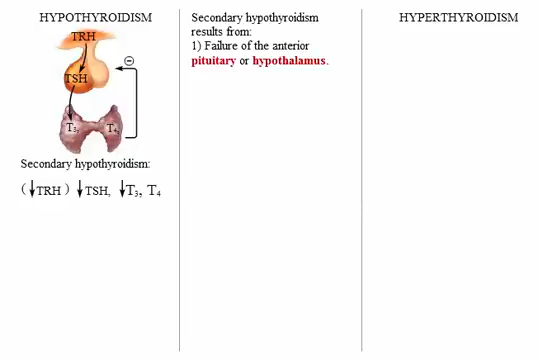 HYPOTHYROIDISM
TRH
TSH
⊖
T3, T4
Secondary hypothyroidism:
(↓TRH) ↓TSH, ↓T3, T4
Secondary hypothyroidism
results from:
1) Failure of the anterior
pituitary or hypothalamus.
HYPERTHYROIDISM